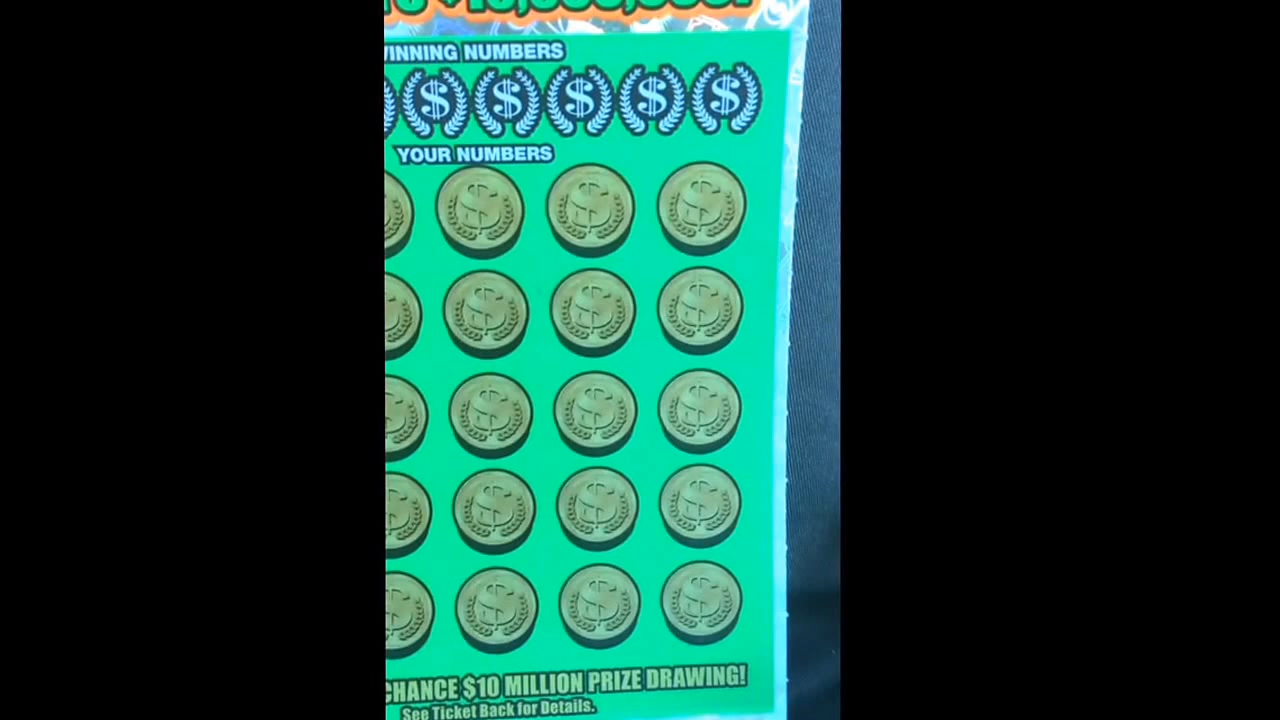 WINNING NUMBERS
$ $ $ $ $
YOUR NUMBERS
CHANCE $10 MILLION PRIZE DRAWING!
See Ticket Back for Details.